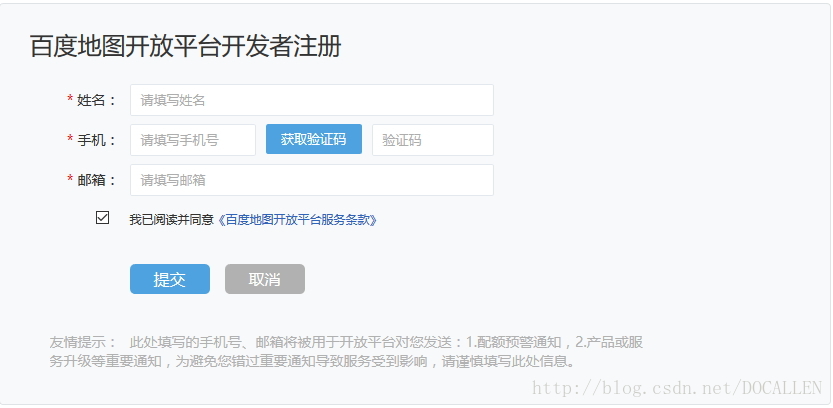 百度地图开放平台开发者注册
* 姓名： 请填写姓名
* 手机： 请填写手机号 获取验证码 验证码
* 邮箱： 请填写邮箱
我已阅读并同意《百度地图开放平台服务条款》
提交 取消
友情提示： 此处填写的手机号、邮箱将被用于开放平台对您发送：1.配额预警通知，2.产品或服
务升级等重要通知，为避免您错过重要通知导致服务受到影响，请谨慎填写此处信息。
http://blog.csdn.net/DOCALLEN